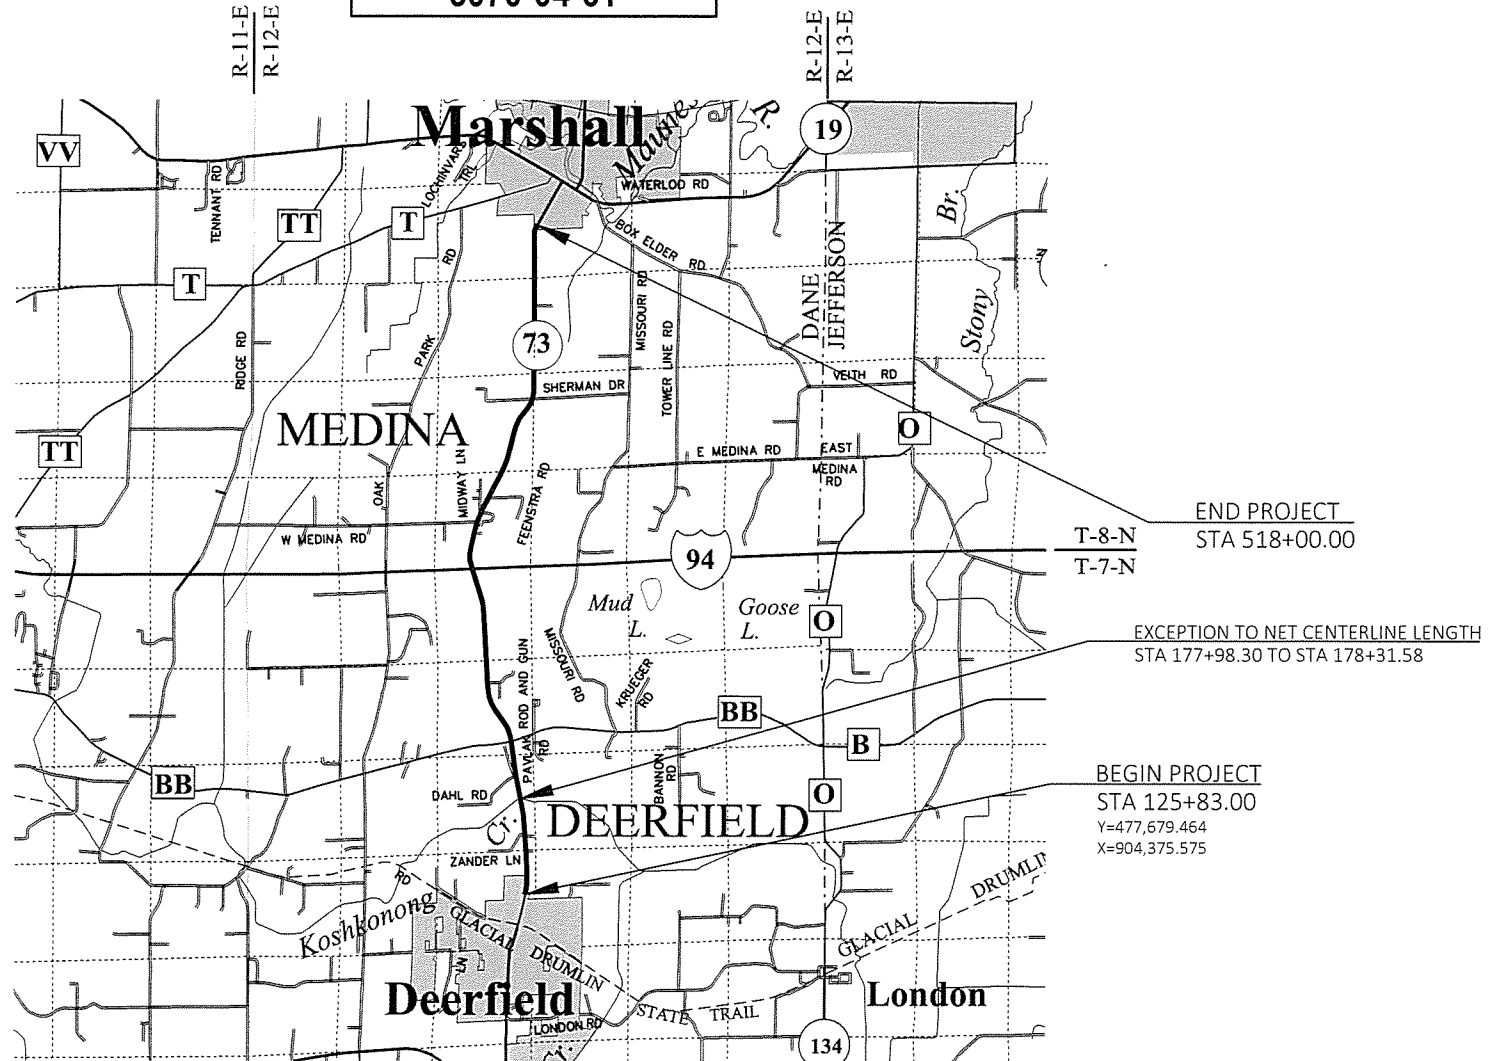 R-11-E
R-12-E
R-12-E
R-13-E
Marshall
Maune
R.
19
VV
TENNANT RD
LOCHINVAR TRL
WATERLOO RD
TT
T
BOX ELDER RD
Br.
T
RD
MISSOURI RD
DANE
JEFFERSON
Stony
73
RIDGE RD
PARK
TOWER LINE RD
SHERMAN DR
VEITH RD
MEDINA
O
TT
E MEDINA RD
EAST MEDINA RD
OAK
MIDWAY LN
FEENSTRA RD
W MEDINA RD
END PROJECT
STA 518+00.00
T-8-N
T-7-N
94
Mud L.
Goose L.
O
EXCEPTION TO NET CENTERLINE LENGTH
STA 177+98.30 TO STA 178+31.58
PAVLAK ROD AND GUN RD
MISSOURI RD
KRUEGER RD
BB
B
BB
BANNON RD
DAHL RD
O
BEGIN PROJECT
STA 125+83.00
Y=477,679.464
X=904,375.575
Cr.
DEERFIELD
ZANDER LN
RD
Koshkonong
GLACIAL DRUMLIN STATE TRAIL
GLACIAL DRUMLIN
LN
Deerfield
London
LONDON RD
Cr.
134